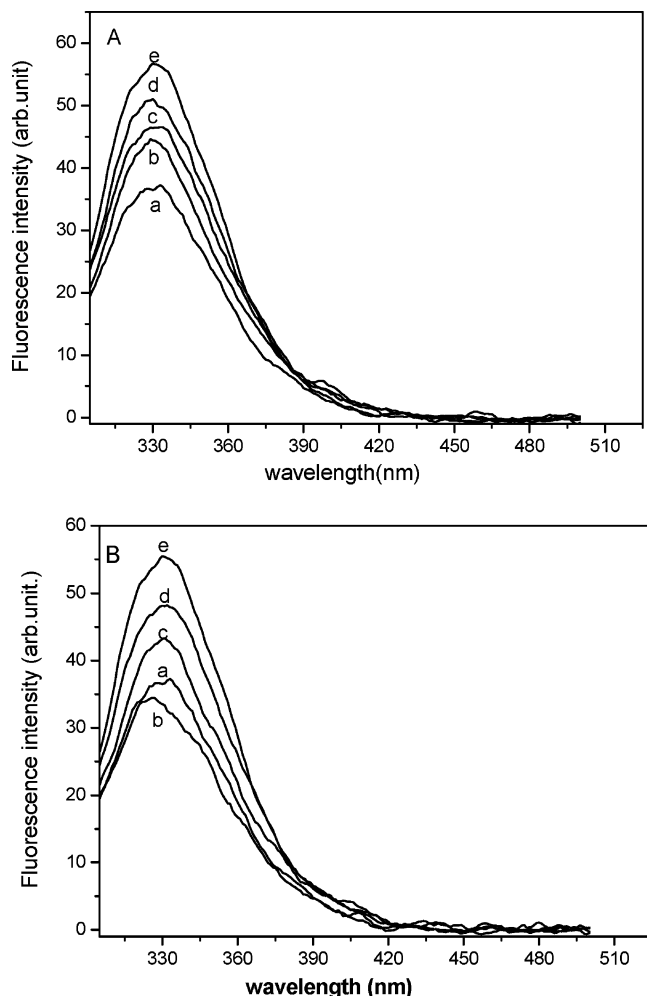 A
Fluorescence intensity (arb.unit)
60
50
40
30
20
10
0
e
d
c
b
a
330 360 390 420 450 480 510
wavelength(nm)
B
Fluorescence intensity (arb.unit.)
60
50
40
30
20
10
0
e
d
c
a
b
330 360 390 420 450 480 510
wavelength (nm)